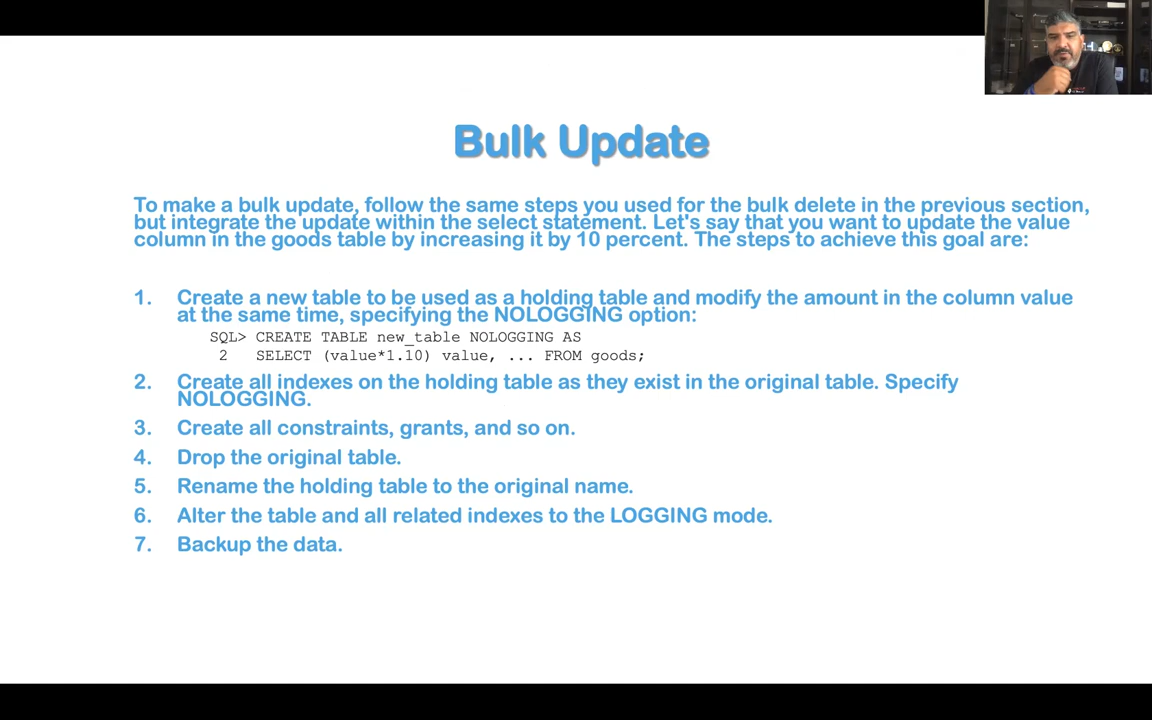 Bulk Update
To make a bulk update, follow the same steps you used for the bulk delete in the previous section,
but integrate the update within the select statement. Let's say that you want to update the value
column in the goods table by increasing it by 10 percent. The steps to achieve this goal are:
1. Create a new table to be used as a holding table and modify the amount in the column value
at the same time, specifying the NOLOGGING option:
SQL> CREATE TABLE new_table NOLOGGING AS
2 SELECT (value*1.10) value, ... FROM goods;
2. Create all indexes on the holding table as they exist in the original table. Specify
NOLOGGING.
3. Create all constraints, grants, and so on.
4. Drop the original table.
5. Rename the holding table to the original name.
6. Alter the table and all related indexes to the LOGGING mode.
7. Backup the data.